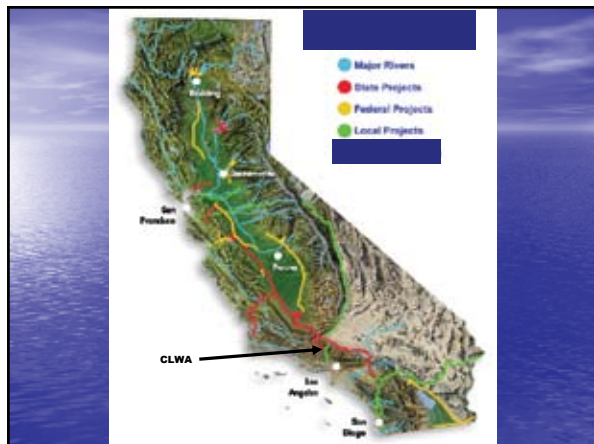 Major Rivers
State Projects
Federal Projects
Local Projects
Redding
Sacramento
San
Francisco
Fresno
CLWA
Los
Angeles
San
Diego